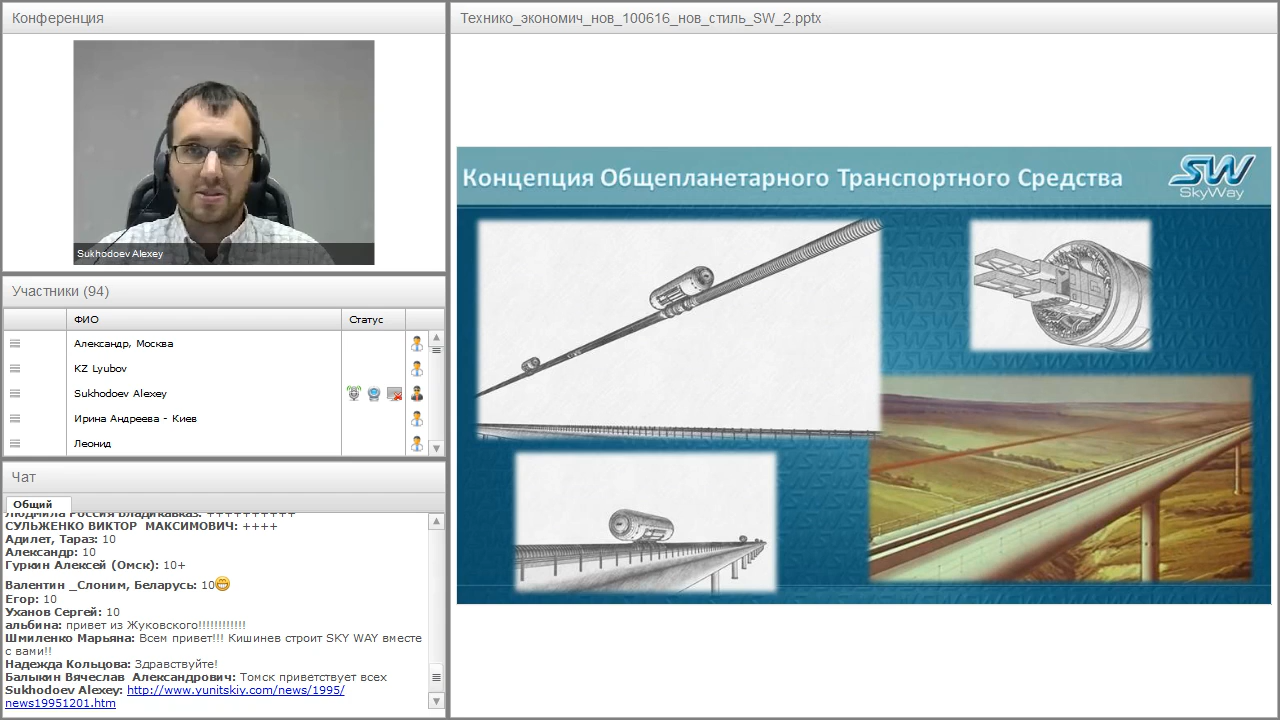 Конференция
Sukhodoev Alexey
Участники (94)
ФИО
Статус
Александр, Москва
KZ Lyubov
Sukhodoev Alexey
Ирина Андреева - Киев
Леонид
Чат
Общий
Людмила Россия Владикавказ: ++++++++++
СУЛЬЖЕНКО ВИКТОР МАКСИМОВИЧ: ++++
Адилет, Тараз: 10
Александр: 10
Гуркин Алексей (Омск): 10+
Валентин _Слоним, Беларусь: 10
Егор: 10
Уханов Сергей: 10
альбина: привет из Жуковского!!!!!!!!!!!!
Шмиленко Марьяна: Всем привет!!! Кишинев строит SKY WAY вместе
с вами!!
Надежда Кольцова: Здравствуйте!
Балыкин Вячеслав Александрович: Томск приветствует всех
Sukhodoev Alexey: http://www.yunitskiy.com/news/1995/
news19951201.htm
Технико_экономич_нов_100616_нов_стиль_SW_2.pptx
Концепция Общепланетарного Транспортного Средства
SW
SkyWay